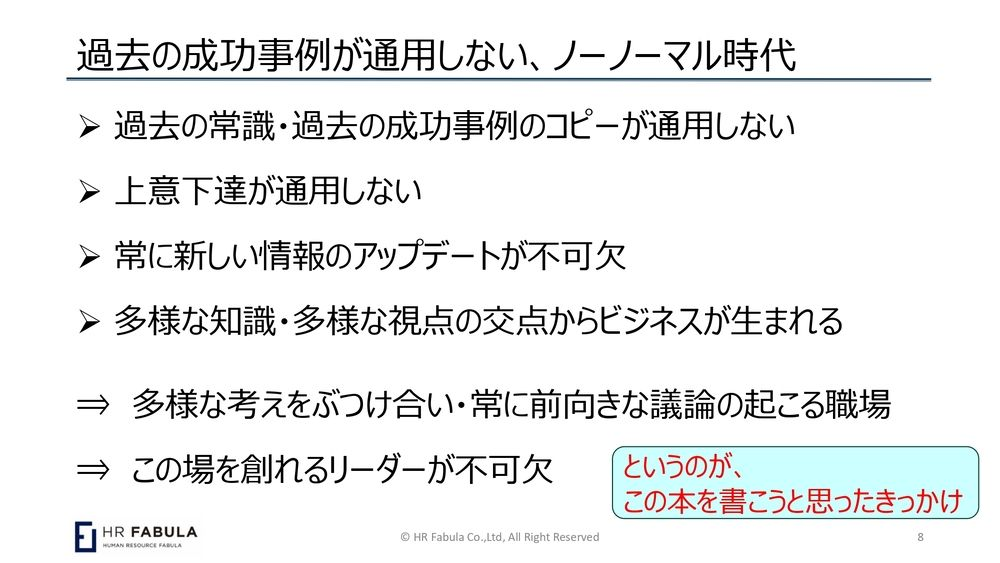 過去の成功事例が通用しない、ノーノーマル時代
➢ 過去の常識・過去の成功事例のコピーが通用しない
➢ 上意下達が通用しない
➢ 常に新しい情報のアップデートが不可欠
➢ 多様な知識・多様な視点の交点からビジネスが生まれる
⇒ 多様な考えをぶつけ合い・常に前向きな議論の起こる職場
⇒ この場を創れるリーダーが不可欠
というのが、
この本を書こうと思ったきっかけ
HR FABULA
HUMAN RESOURCE FABULA
© HR Fabula Co.,Ltd, All Right Reserved
8